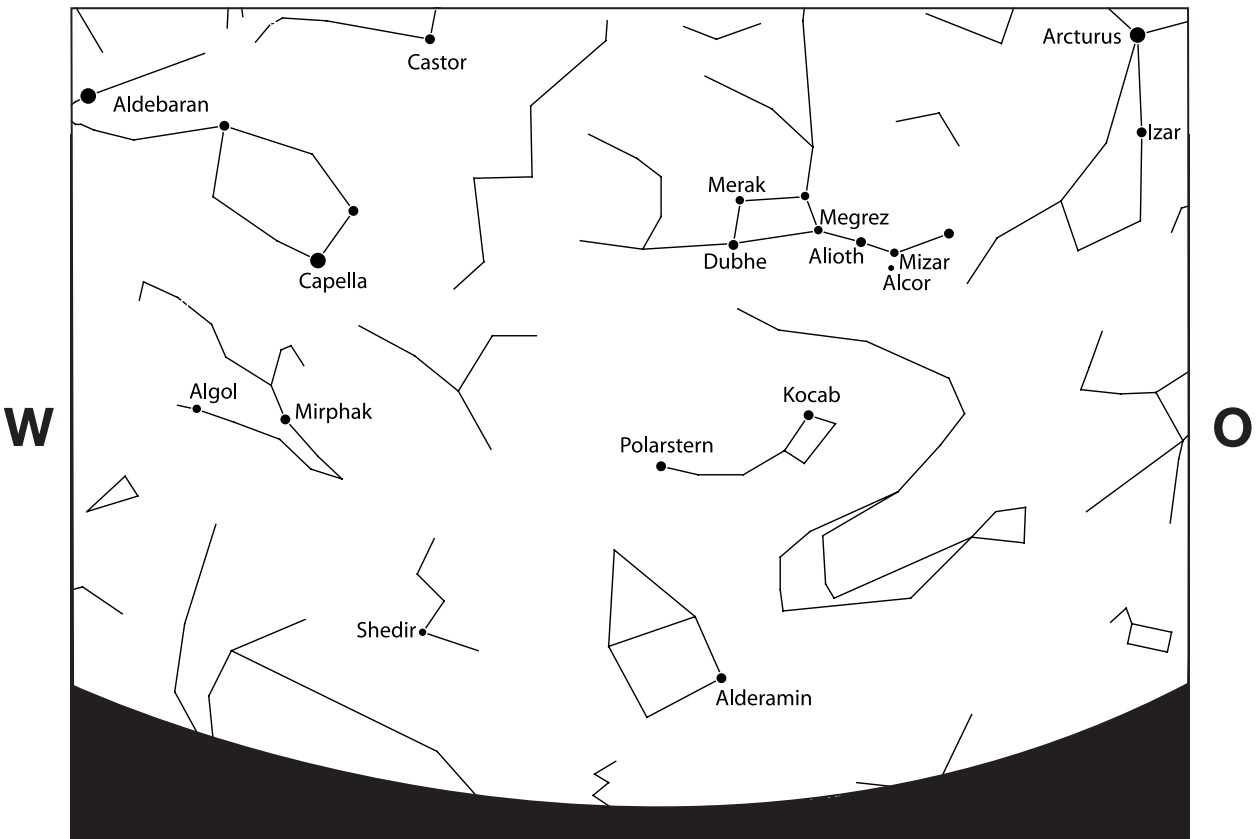 Arcturus
Castor
Aldebaran
Izar
Merak
Megrez
Alioth
Dubhe
Mizar
Alcor
Capella
Algol
Mirphak
Kocab
W
O
Polarstern
Shedir
Alderamin